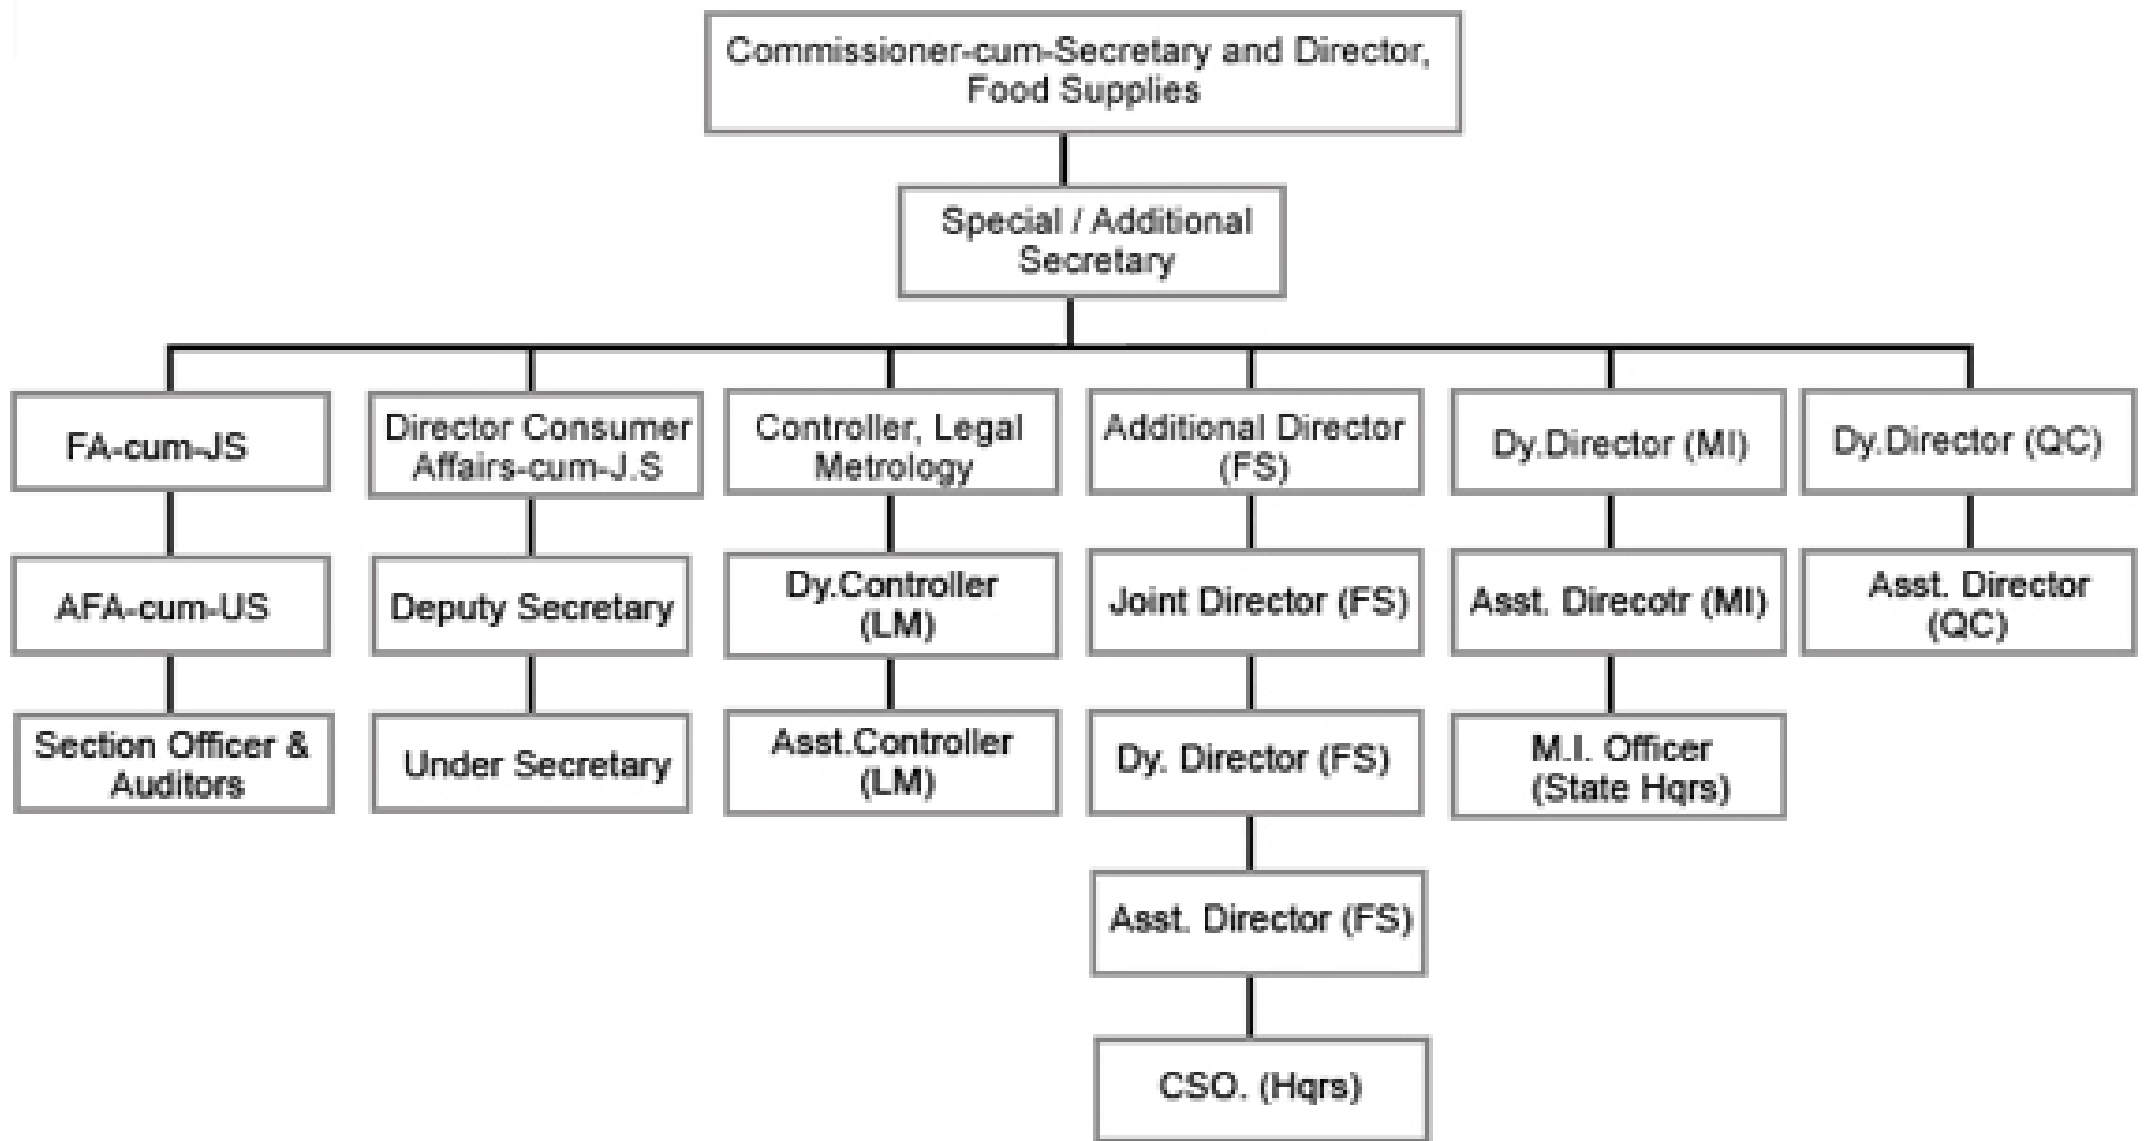 Commissioner-cum-Secretary and Director,
Food Supplies
Special / Additional
Secretary
FA-cum-JS
Director Consumer
Affairs-cum-J.S
Controller, Legal
Metrology
Additional Director
(FS)
Dy.Director (MI)
Dy.Director (QC)
AFA-cum-US
Deputy Secretary
Dy.Controller
(LM)
Joint Director (FS)
Asst. Direcotr (MI)
Asst. Director
(QC)
Section Officer &
Auditors
Under Secretary
Asst.Controller
(LM)
Dy. Director (FS)
M.I. Officer
(State Hqrs)
Asst. Director (FS)
CSO. (Hqrs)